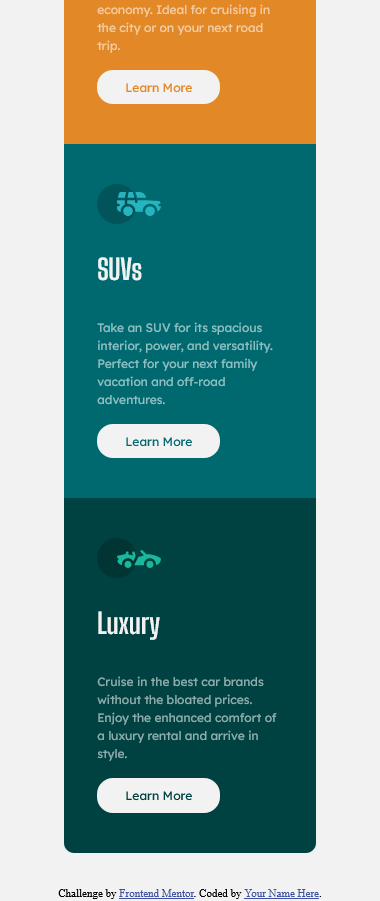 economy. Ideal for cruising in
the city or on your next road
trip.
Learn More
SUVs
Take an SUV for its spacious
interior, power, and versatility.
Perfect for your next family
vacation and off-road
adventures.
Learn More
Luxury
Cruise in the best car brands
without the bloated prices.
Enjoy the enhanced comfort of
a luxury rental and arrive in
style.
Learn More
Challenge by Frontend Mentor. Coded by Your Name Here.